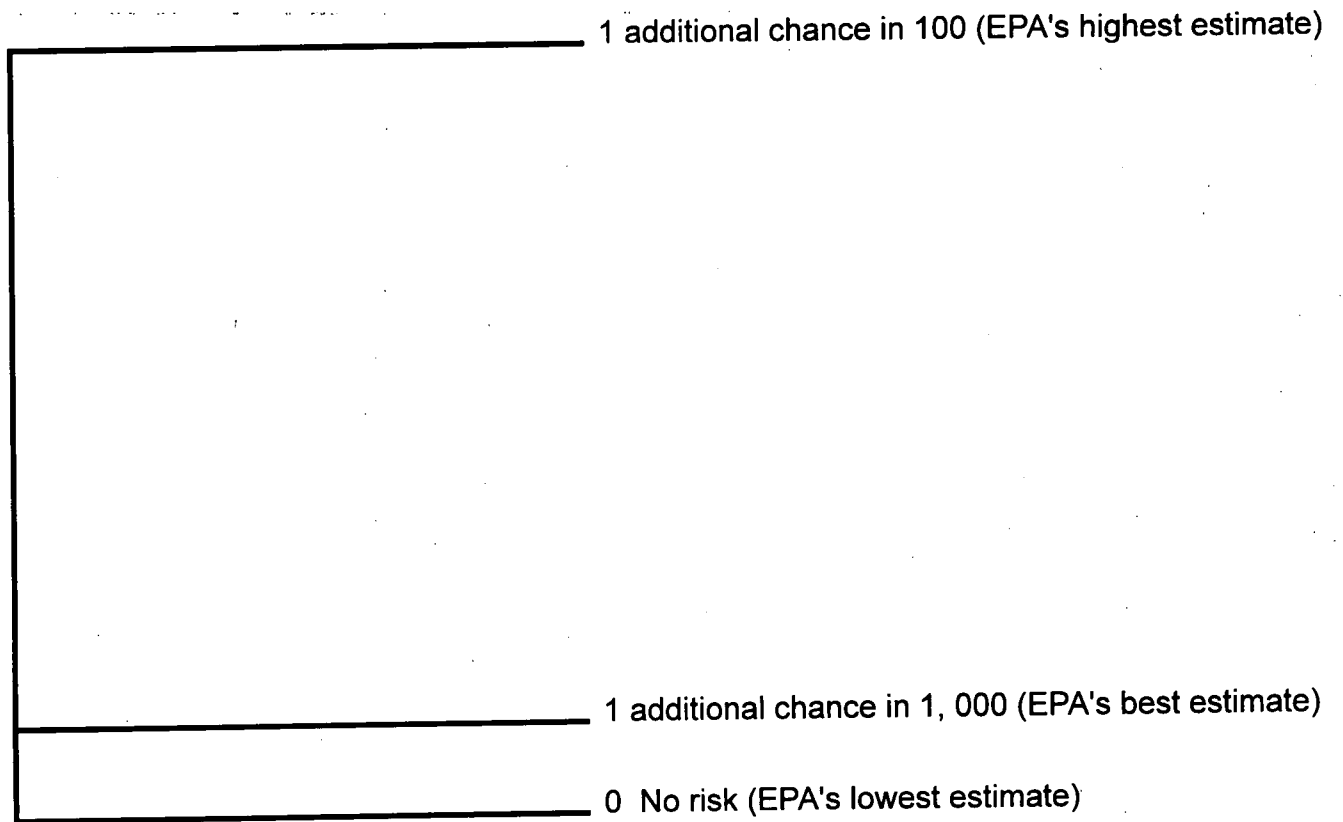 1 additional chance in 100 (EPA's highest estimate)
1 additional chance in 1, 000 (EPA's best estimate)
0 No risk (EPA's lowest estimate)